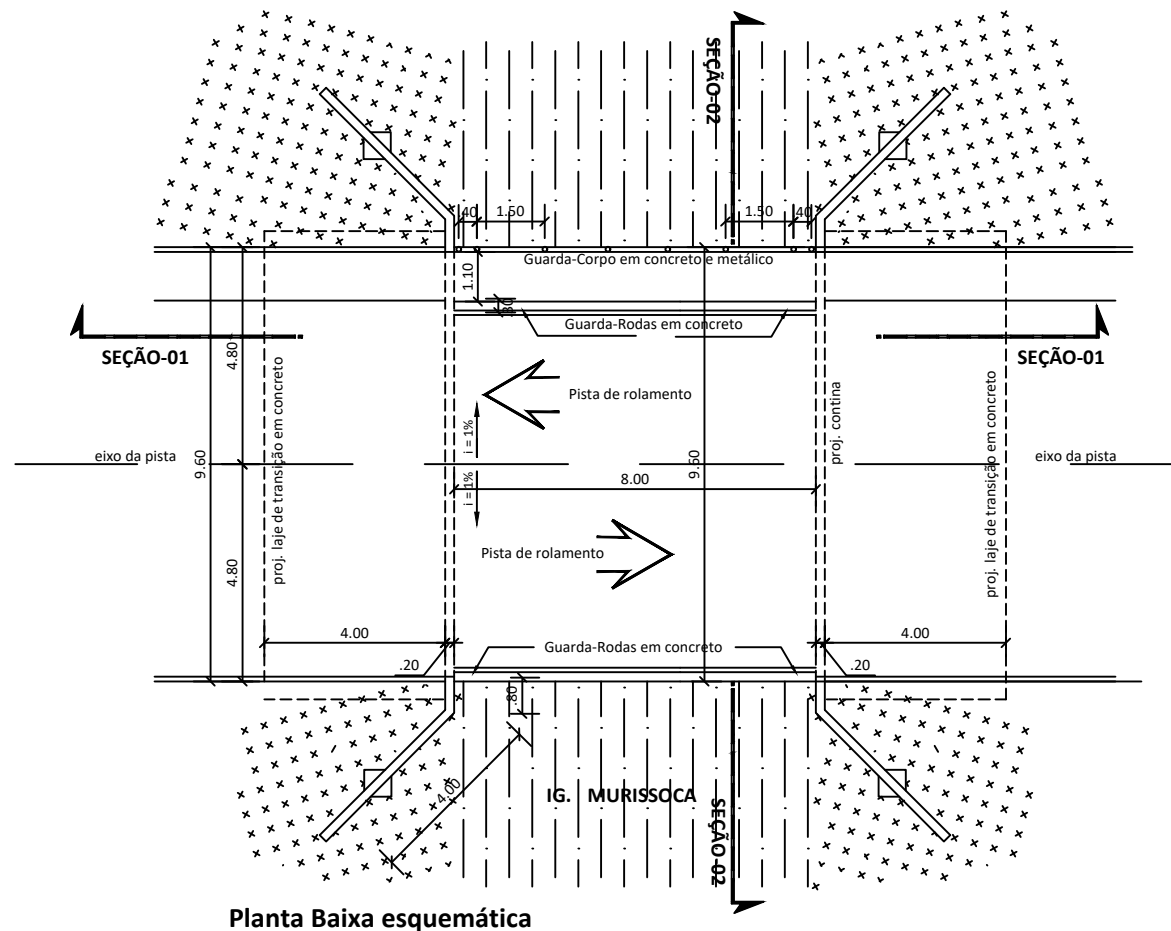 SEÇÃO-02
.40
1.50
1.50
.40
Guarda-Corpo em concreto e metálico
1.10
.30
Guarda-Rodas em concreto
SEÇÃO-01
SEÇÃO-01
4.80
Pista de rolamento
proj. laje de transição em concreto
proj. contina
proj. laje de transição em concreto
i = 1%
eixo da pista
eixo da pista
9.60
9.60
8.00
i = 1%
Pista de rolamento
4.80
4.00
4.00
Guarda-Rodas em concreto
.20
.20
.80
4.00
IG. MURISSOCA
SEÇÃO-02
Planta Baixa esquemática